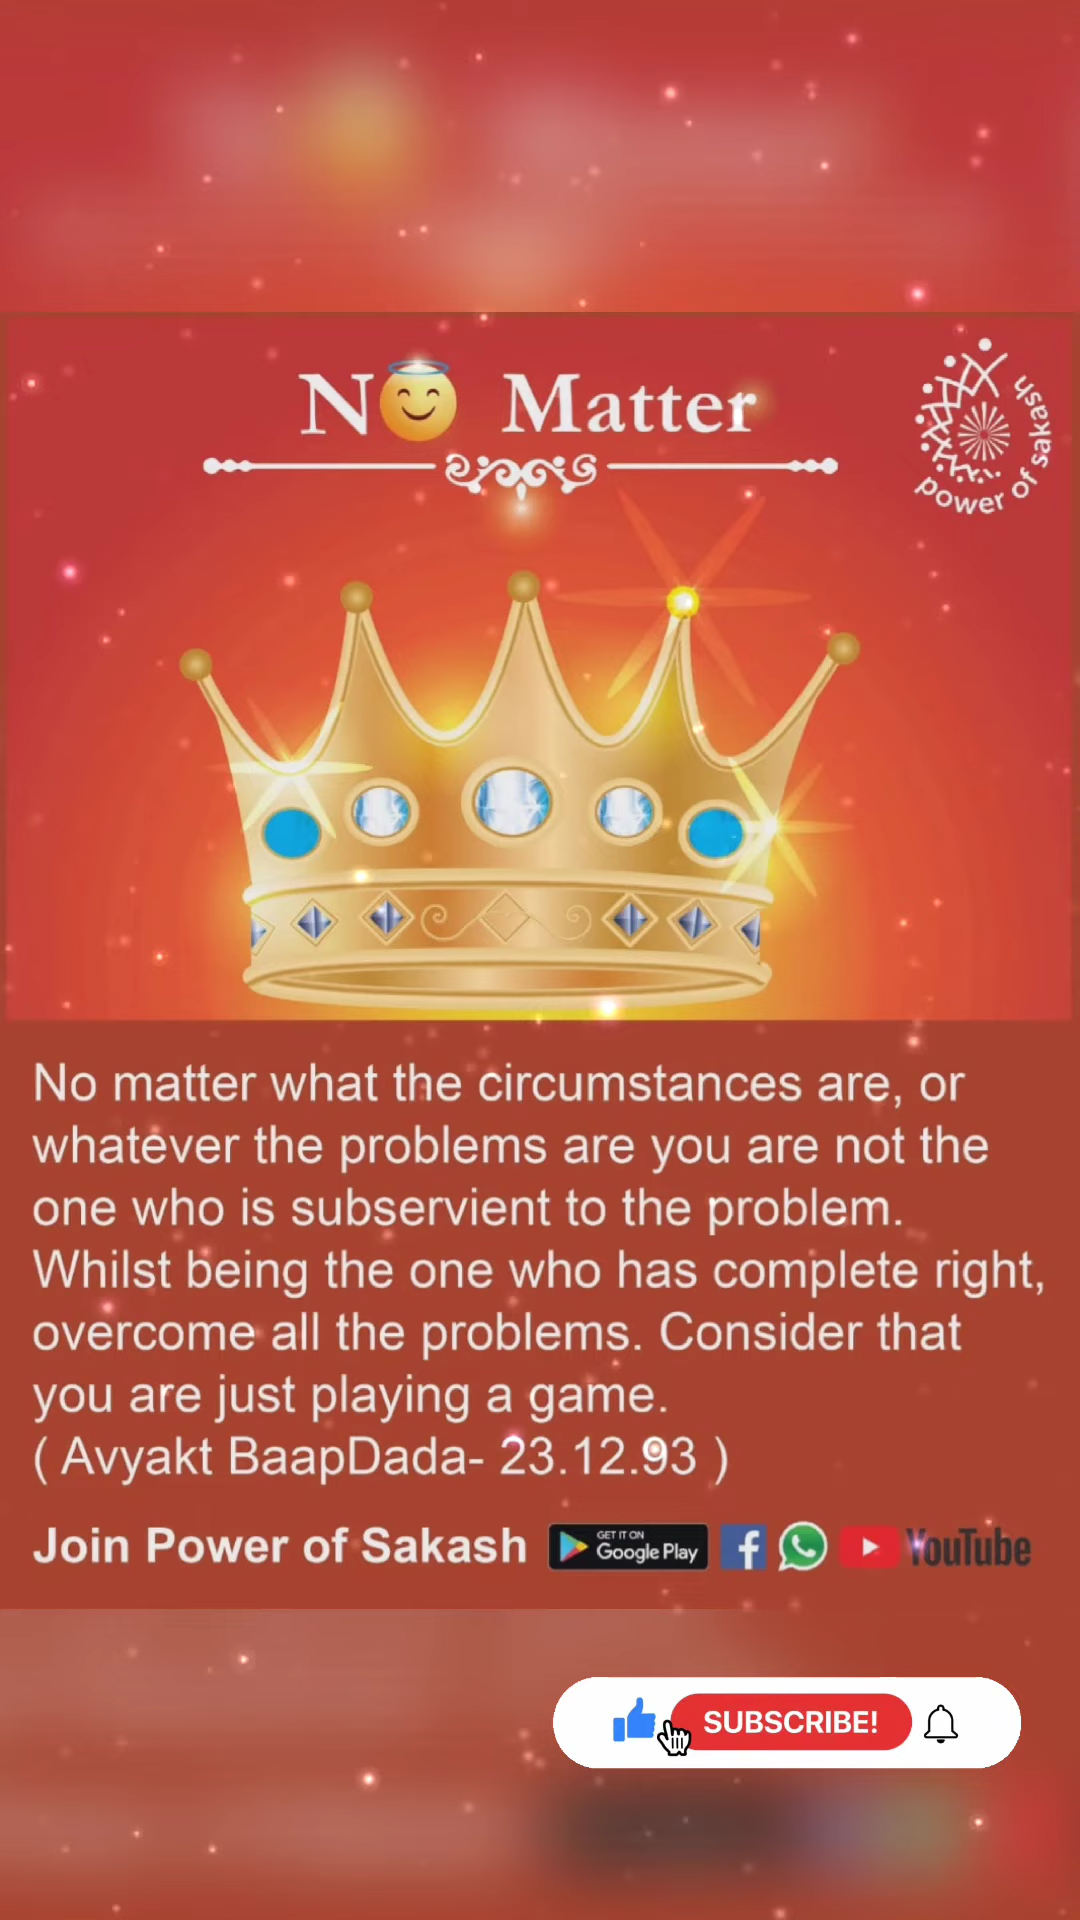 N😇 Matter
power of sakash
No matter what the circumstances are, or
whatever the problems are you are not the
one who is subservient to the problem.
Whilst being the one who has complete right,
overcome all the problems. Consider that
you are just playing a game.
( Avyakt BaapDada- 23.12.93 )
Join Power of Sakash GET IT ON Google Play f YouTube
SUBSCRIBE!